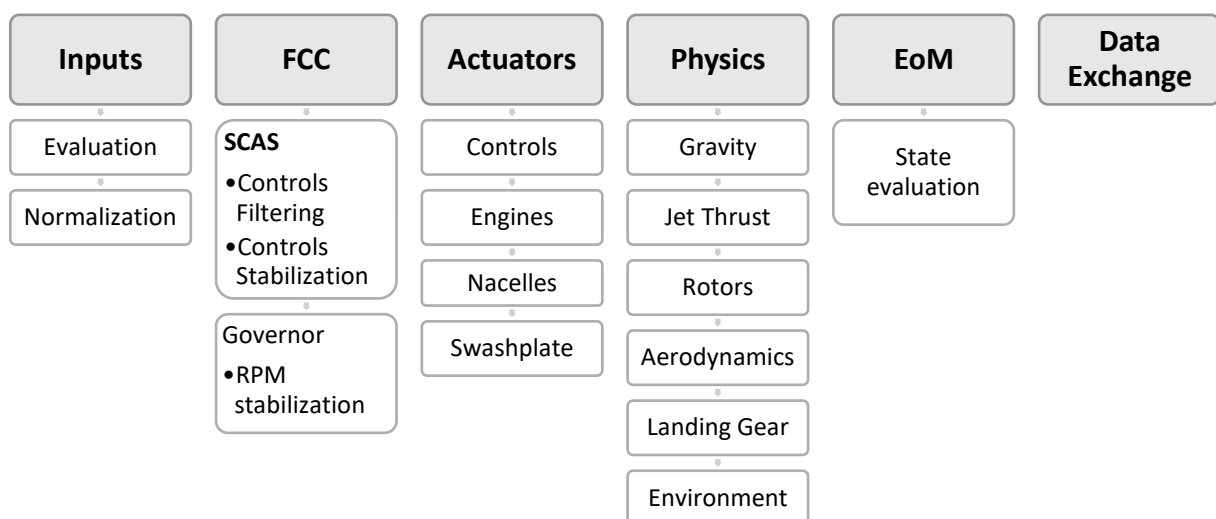 Inputs
Evaluation
Normalization
FCC
SCAS
•Controls
Filtering
•Controls
Stabilization
Governor
•RPM
stabilization
Actuators
Controls
Engines
Nacelles
Swashplate
Physics
Gravity
Jet Thrust
Rotors
Aerodynamics
Landing Gear
Environment
EoM
State
evaluation
Data
Exchange